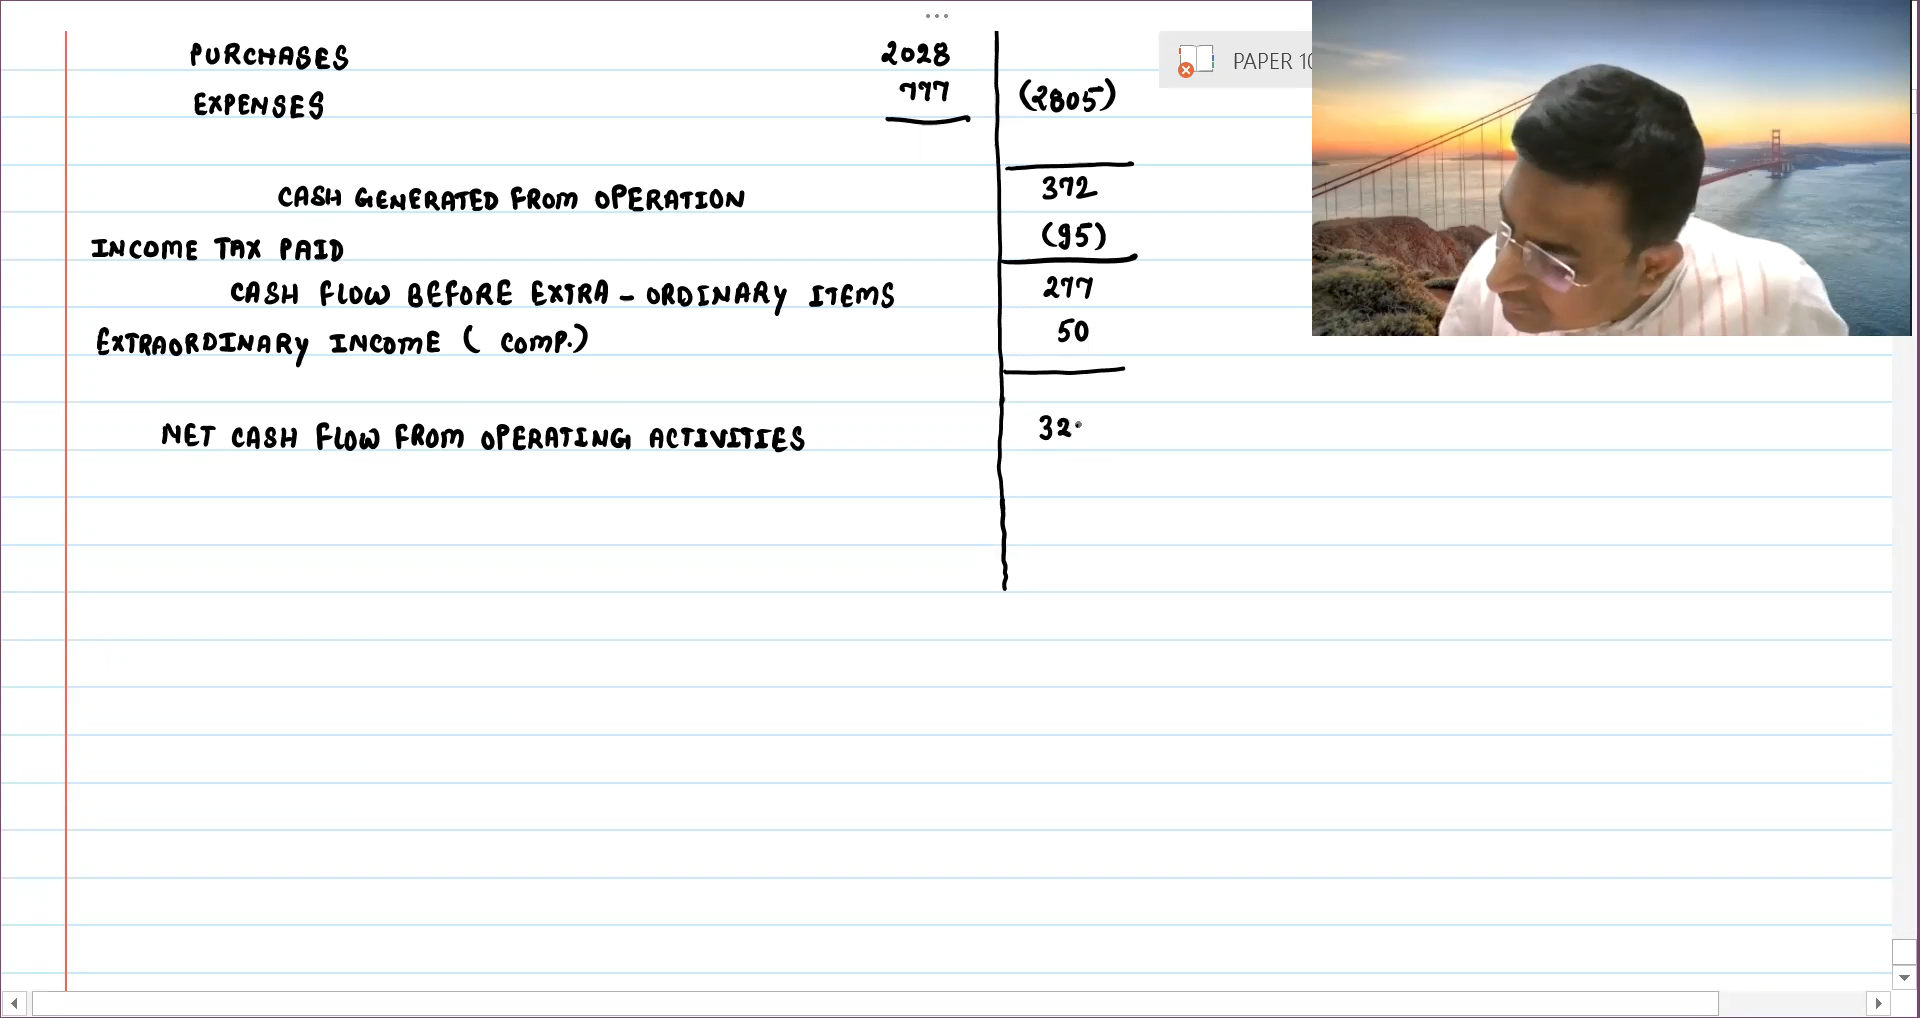 PURCHASES 2028
EXPENSES 777 (2805)
PAPER 10
CASH GENERATED FROM OPERATION 372
INCOME TAX PAID (95)
CASH FLOW BEFORE EXTRA - ORDINARY ITEMS 277
EXTRAORDINARY INCOME ( COMP.) 50
NET CASH FLOW FROM OPERATING ACTIVITIES 32